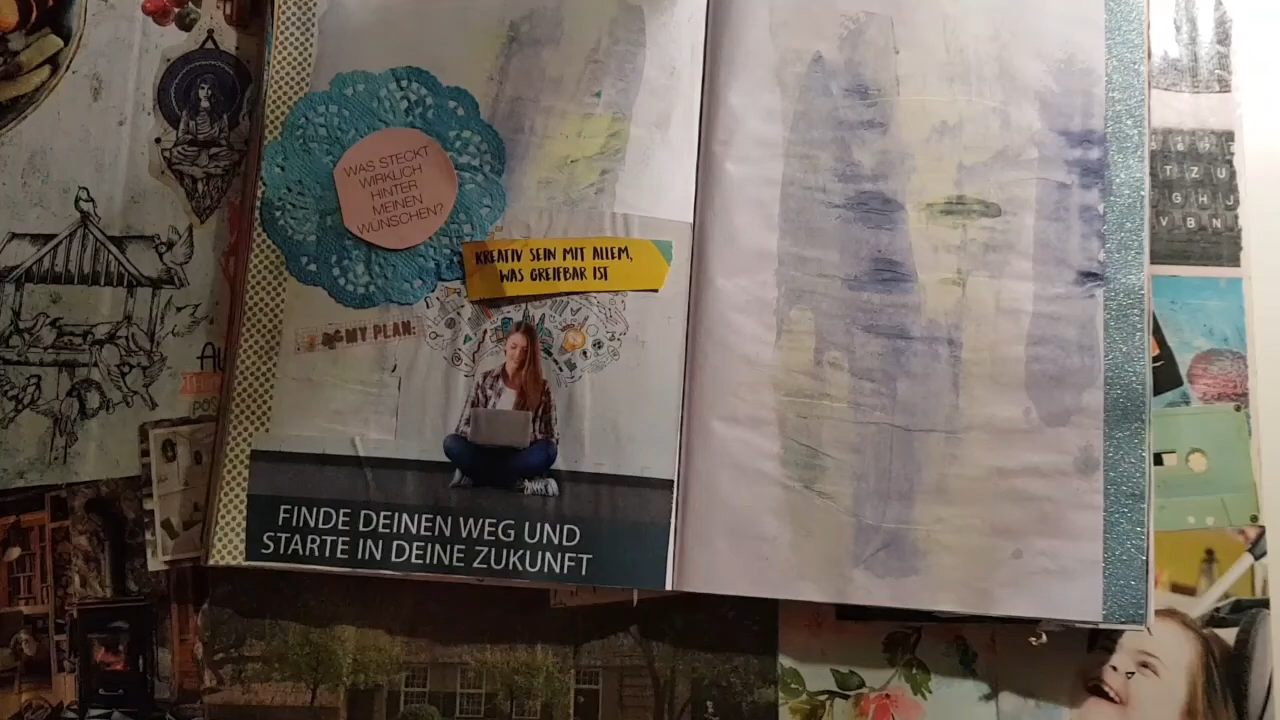 WAS STECKT
WIRKLICH
HINTER
MEINEN
WÜNSCHEN?
KREATIV SEIN MIT ALLEM,
WAS GREIFBAR IST
MY PLAN:
FINDE DEINEN WEG UND
STARTE IN DEINE ZUKUNFT
T Z U
G H J
V B N